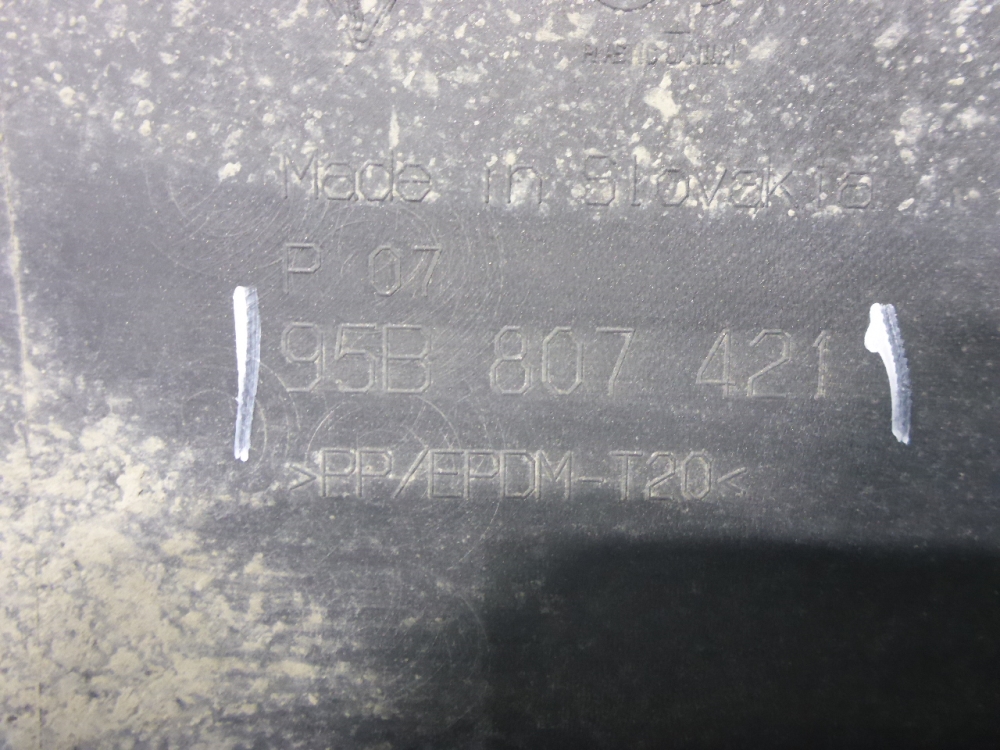 Made in Slovakia
P 07
95B 807 421
>PP/EPDM-T20<